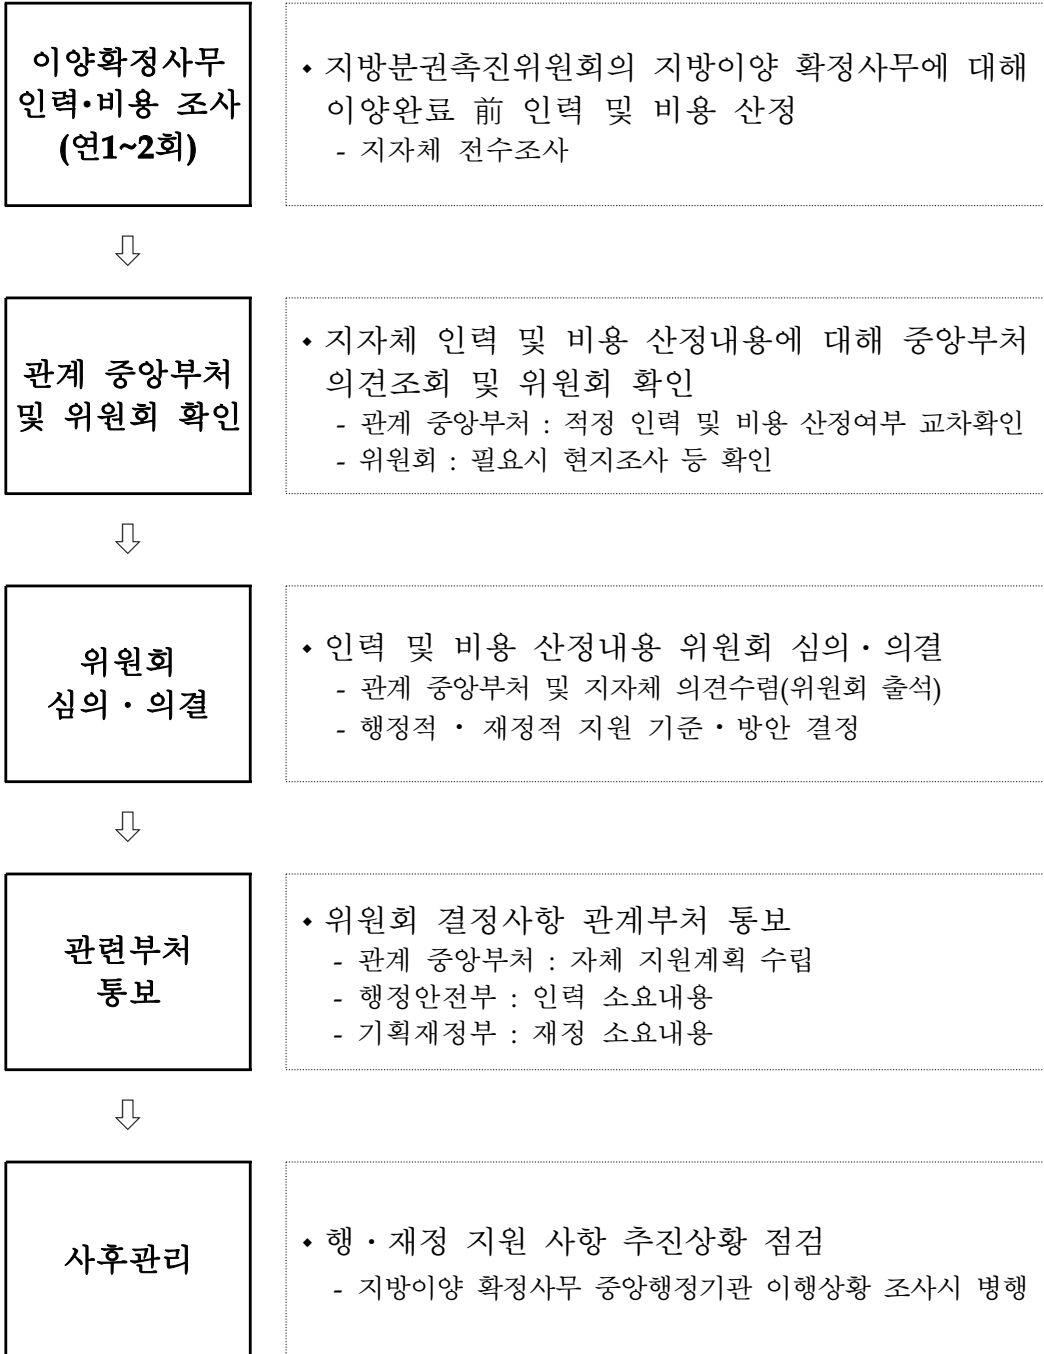 이양확정사무
인력·비용 조사
(연1~2회)
◆ 지방분권촉진위원회의 지방이양 확정사무에 대해
이양완료 前 인력 및 비용 산정
- 지자체 전수조사
⇩
관계 중앙부처
및 위원회 확인
◆ 지자체 인력 및 비용 산정내용에 대해 중앙부처
의견조회 및 위원회 확인
- 관계 중앙부처 : 적정 인력 및 비용 산정여부 교차확인
- 위원회 : 필요시 현지조사 등 확인
⇩
위원회
심의·의결
◆ 인력 및 비용 산정내용 위원회 심의·의결
- 관계 중앙부처 및 지자체 의견수렴(위원회 출석)
- 행정적 · 재정적 지원 기준·방안 결정
⇩
관련부처
통보
◆ 위원회 결정사항 관계부처 통보
- 관계 중앙부처 : 자체 지원계획 수립
- 행정안전부 : 인력 소요내용
- 기획재정부 : 재정 소요내용
⇩
사후관리
◆ 행·재정 지원 사항 추진상황 점검
- 지방이양 확정사무 중앙행정기관 이행상황 조사시 병행